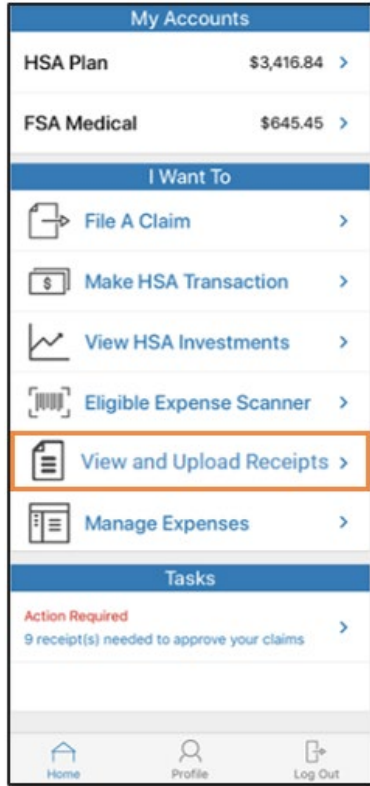 My Accounts
HSA Plan $3,416.84 >
FSA Medical $645.45 >
I Want To
File A Claim >
$ Make HSA Transaction >
View HSA Investments >
Eligible Expense Scanner >
View and Upload Receipts >
Manage Expenses >
Tasks
Action Required
9 receipt(s) needed to approve your claims >
Home Profile Log Out